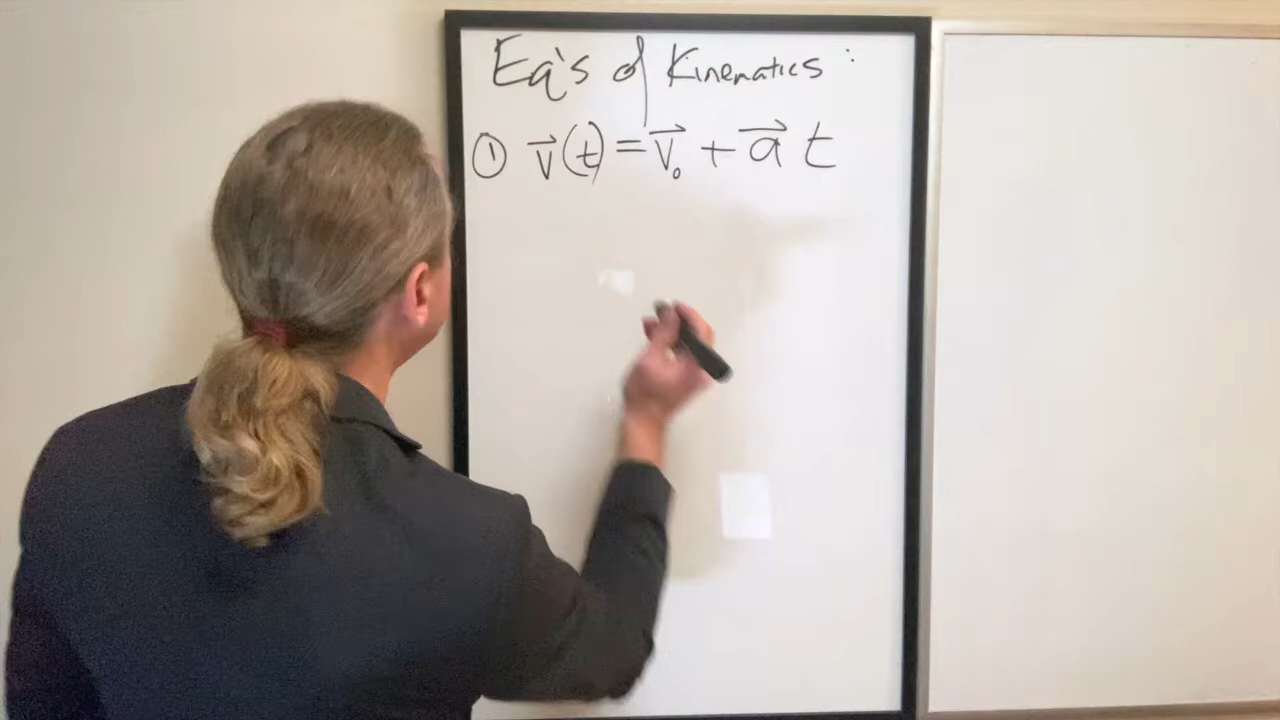 Eq's of Kinematics:
① v⃗(t) = v⃗₀ + a⃗ t